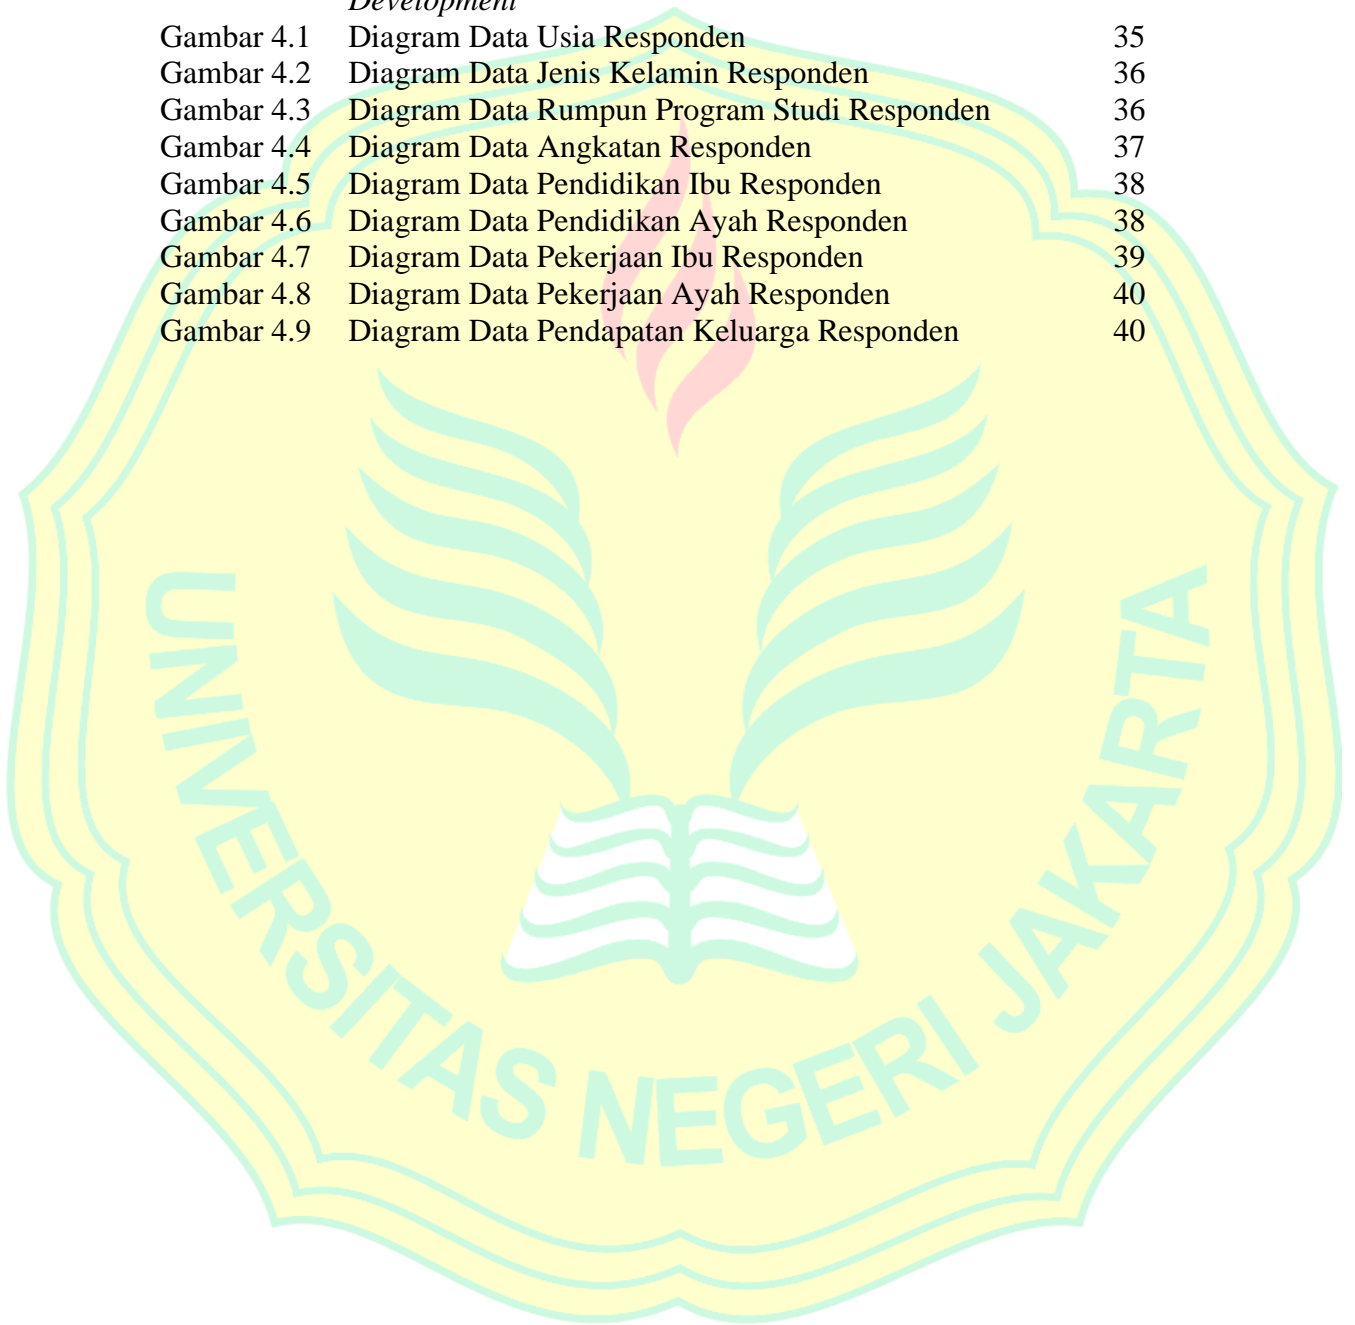 Development
Gambar 4.1 Diagram Data Usia Responden 35
Gambar 4.2 Diagram Data Jenis Kelamin Responden 36
Gambar 4.3 Diagram Data Rumpun Program Studi Responden 36
Gambar 4.4 Diagram Data Angkatan Responden 37
Gambar 4.5 Diagram Data Pendidikan Ibu Responden 38
Gambar 4.6 Diagram Data Pendidikan Ayah Responden 38
Gambar 4.7 Diagram Data Pekerjaan Ibu Responden 39
Gambar 4.8 Diagram Data Pekerjaan Ayah Responden 40
Gambar 4.9 Diagram Data Pendapatan Keluarga Responden 40
UNIVERSITAS NEGERI JAKARTA